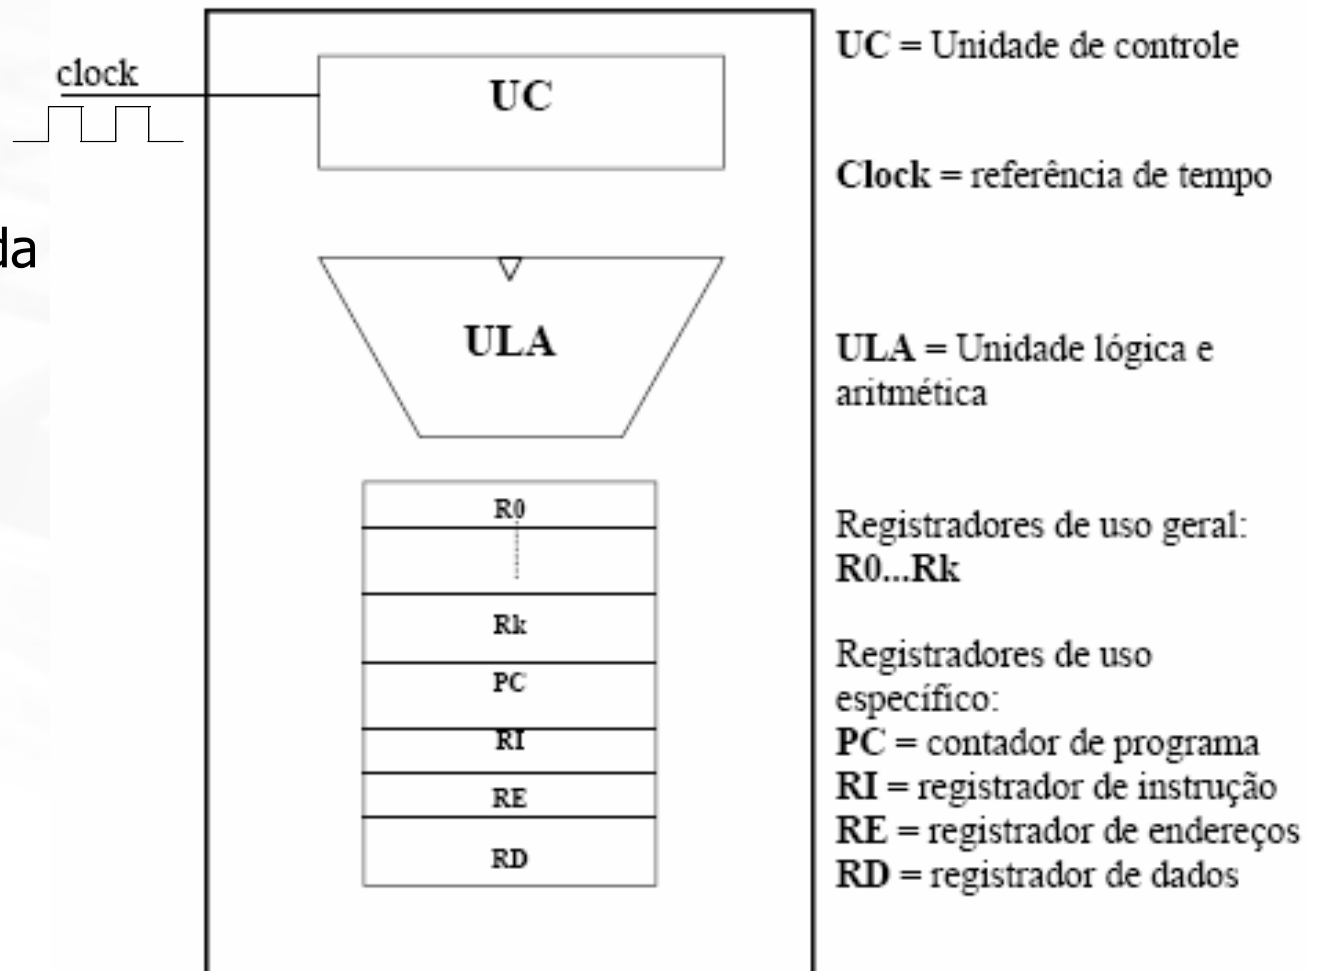 clock
UC
UC = Unidade de controle
Clock = referência de tempo
da
ULA
ULA = Unidade lógica e
aritmética
R0
Rk
PC
RI
RE
RD
Registradores de uso geral:
R0...Rk
Registradores de uso
específico:
PC = contador de programa
RI = registrador de instrução
RE = registrador de endereços
RD = registrador de dados